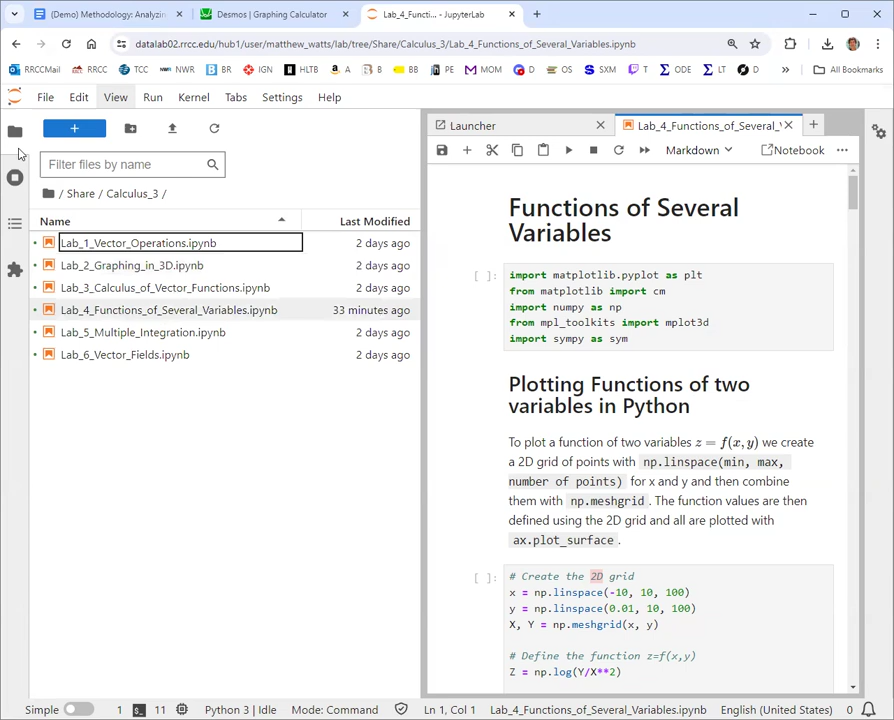 (Demo) Methodology: Analyzin
Desmos | Graphing Calculator
Lab_4_Functi... - JupyterLab
datalab02.rrcc.edu/hub1/user/matthew_watts/lab/tree/Share/Calculus_3/Lab_4_Functions_of_Several_Variables.ipynb
RRCCMail RRCC TCC NWR BR IGN HLTB A B BB PE MOM D OS SXM T ODE LT D » All Bookmarks
File Edit View Run Kernel Tabs Settings Help
Filter files by name
/ Share / Calculus_3 /
Name Last Modified
Lab_1_Vector_Operations.ipynb 2 days ago
Lab_2_Graphing_in_3D.ipynb 2 days ago
Lab_3_Calculus_of_Vector_Functions.ipynb 2 days ago
Lab_4_Functions_of_Several_Variables.ipynb 33 minutes ago
Lab_5_Multiple_Integration.ipynb 2 days ago
Lab_6_Vector_Fields.ipynb 2 days ago
Launcher
Lab_4_Functions_of_Several_V
Markdown Notebook
Functions of Several
Variables
[ ]: import matplotlib.pyplot as plt
from matplotlib import cm
import numpy as np
from mpl_toolkits import mplot3d
import sympy as sym
Plotting Functions of two
variables in Python
To plot a function of two variables z = f(x, y) we create
a 2D grid of points with np.linspace(min, max,
number of points) for x and y and then combine
them with np.meshgrid. The function values are then
defined using the 2D grid and all are plotted with
ax.plot_surface.
[ ]: # Create the 2D grid
x = np.linspace(-10, 10, 100)
y = np.linspace(0.01, 10, 100)
X, Y = np.meshgrid(x, y)
# Define the function z=f(x,y)
Z = np.log(Y/X**2)
Simple 1 11 Python 3 | Idle Mode: Command Ln 1, Col 1 Lab_4_Functions_of_Several_Variables.ipynb English (United States) 0